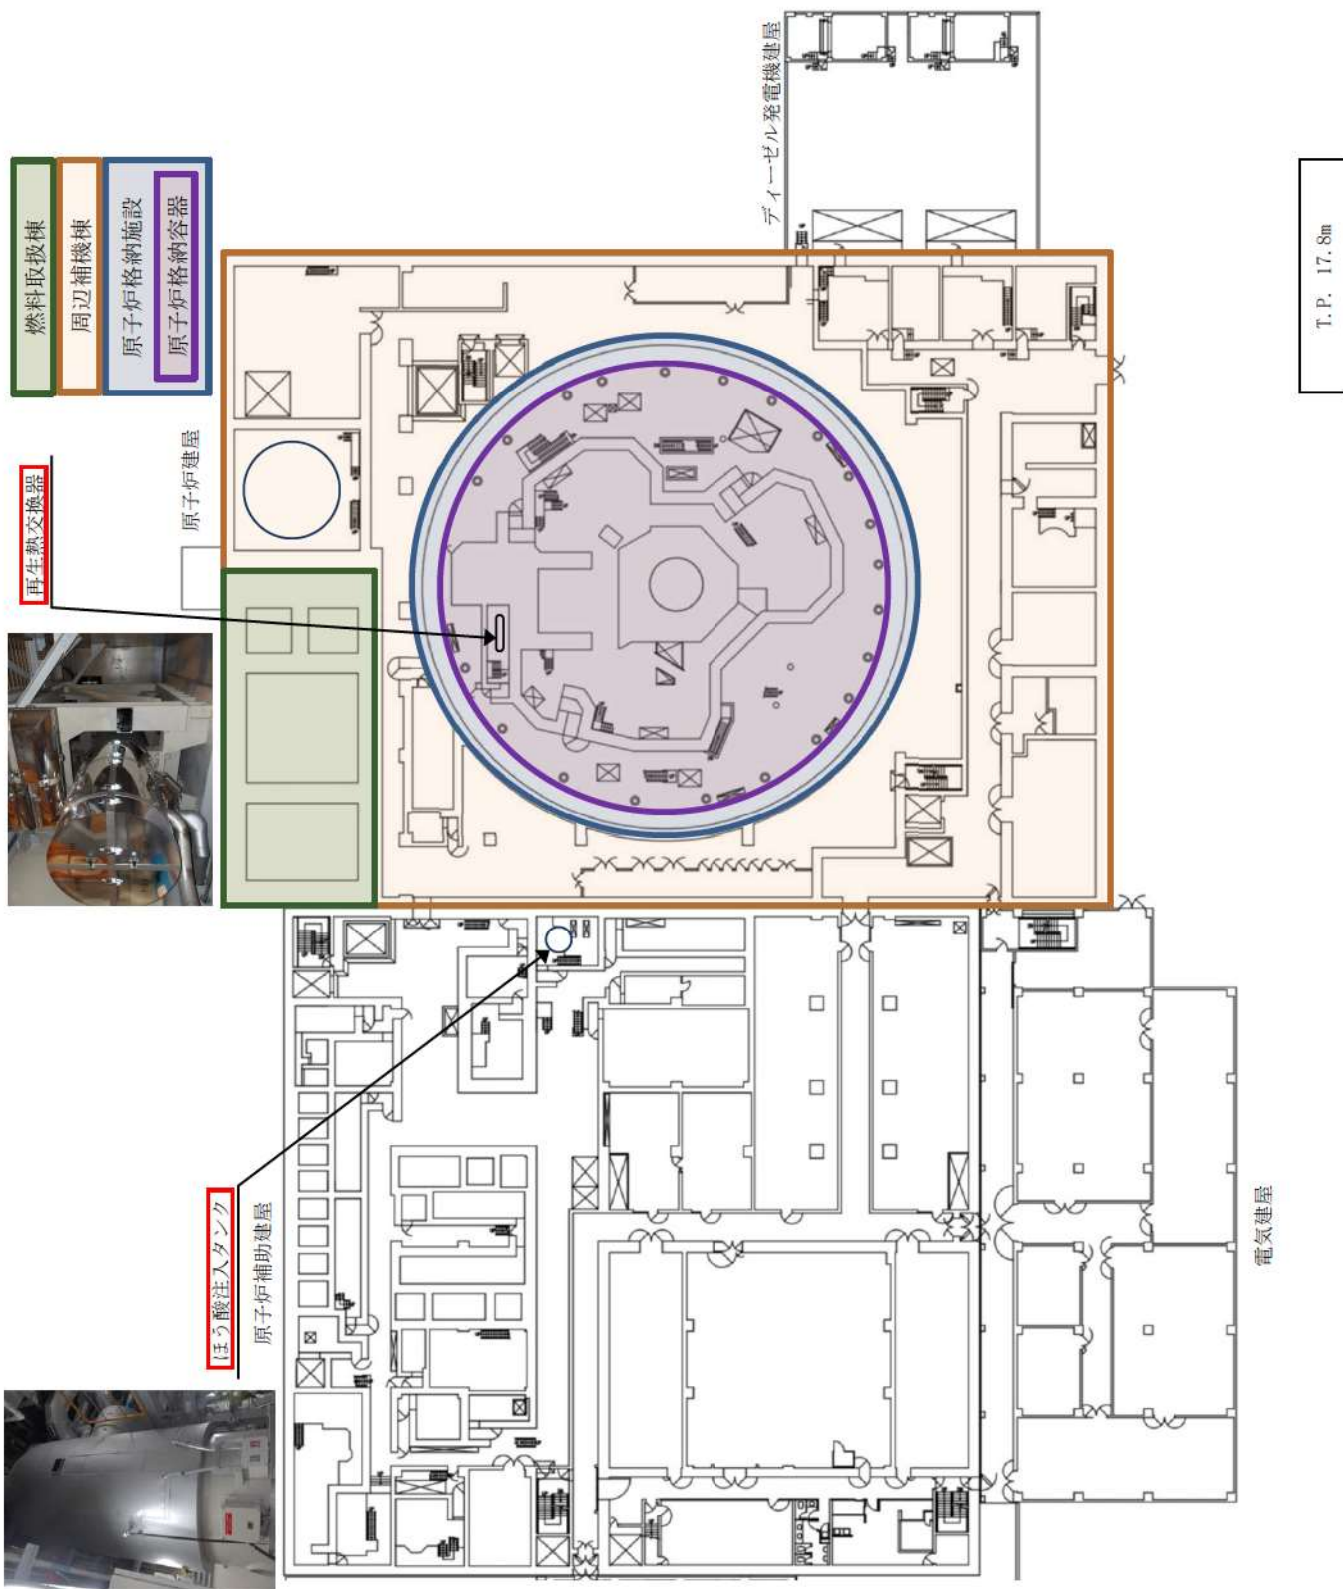 燃料取扱棟
周辺補機棟
原子炉格納施設
原子炉格納容器
再生熱交換器
原子炉建屋
ディーゼル発電機建屋
ほう酸注入タンク
原子炉補助建屋
電気建屋
T.P. 17.8m